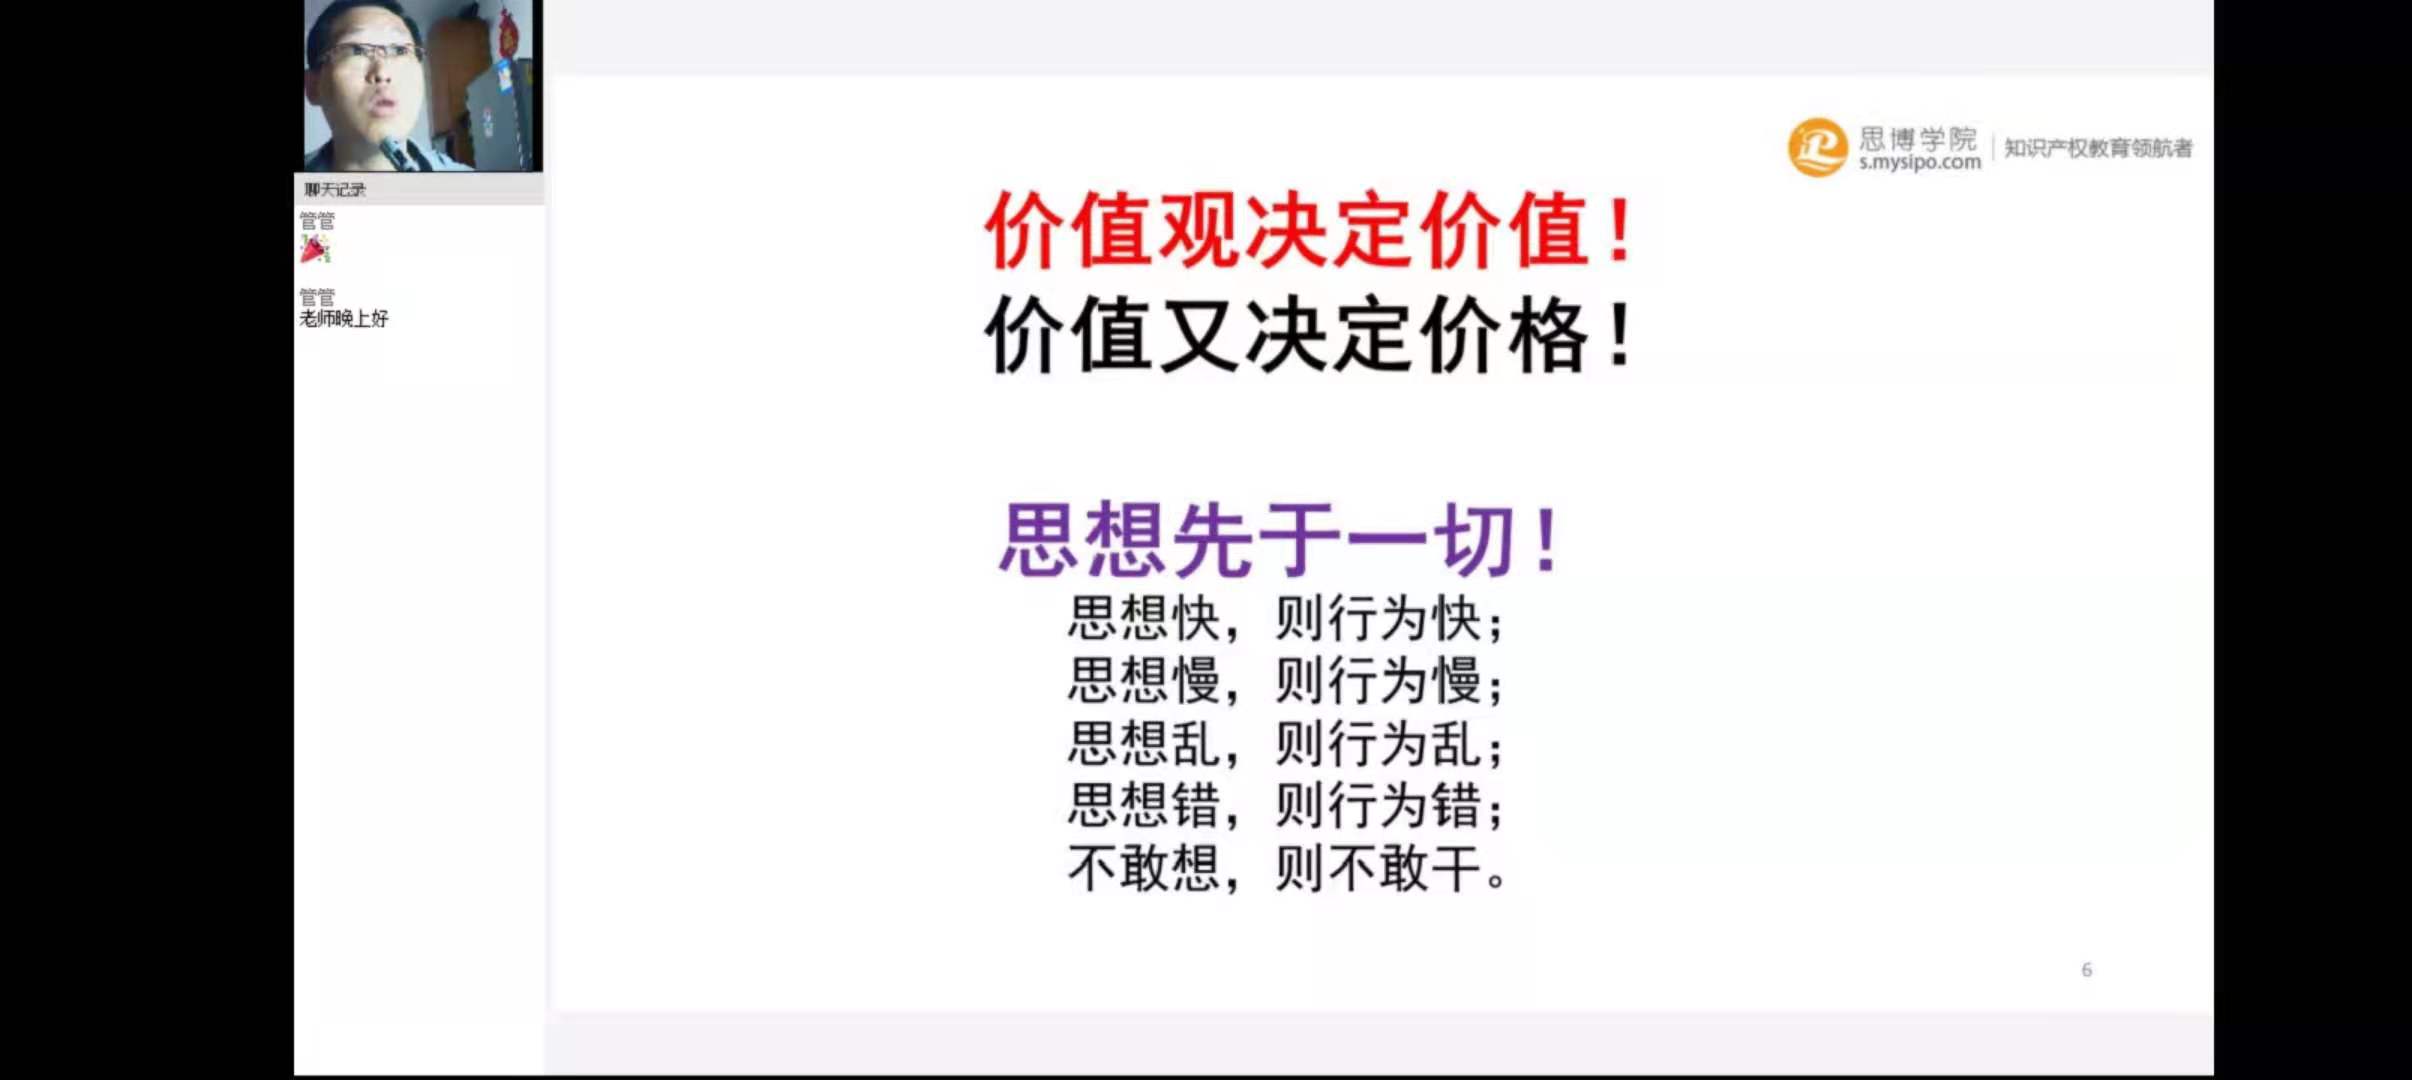 聊天记录
管管
管管
老师晚上好
思博学院
s.mysipo.com
知识产权教育领航者
价值观决定价值！
价值又决定价格！
思想先于一切！
思想快，则行为快；
思想慢，则行为慢；
思想乱，则行为乱；
思想错，则行为错；
不敢想，则不敢干。
6